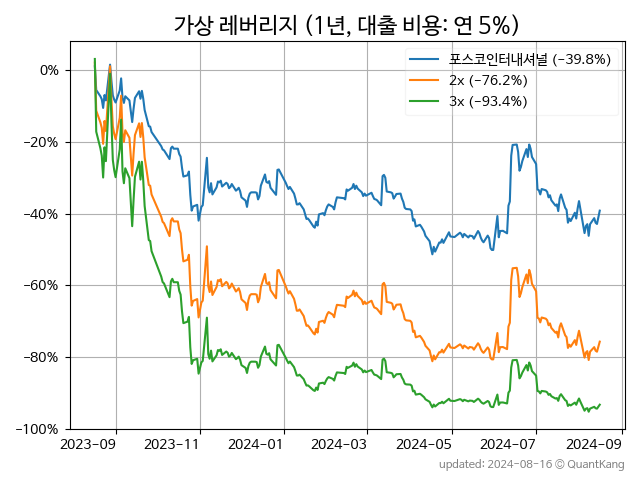 가상 레버리지 (1년, 대출 비용: 연 5%)
포스코인터내셔널 (−39.8%)
2x (−76.2%)
3x (−93.4%)
0%
−20%
−40%
−60%
−80%
−100%
2023−09 2023−11 2024−01 2024−03 2024−05 2024−07 2024−09
updated: 2024-08-16 © QuantKang